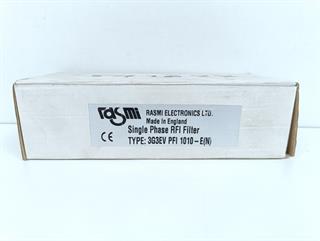 rasmi
RASMI ELECTRONICS LTD.
Made in England
Single Phase RFI Filter
CE TYPE: 3G3EV PFI 1010-E(N)